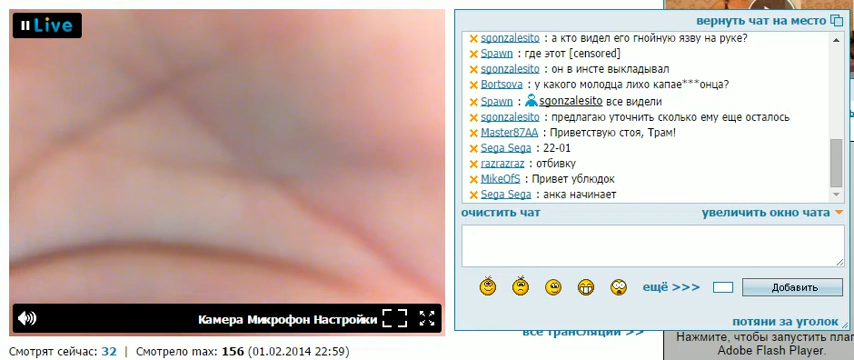 Live
вернуть чат на место
sgonzalesito : а кто видел его гнойную язву на руке?
Spawn : где этот [censored]
sgonzalesito : он в инсте выкладывал
Bortsova : у какого молодца лихо капае***онца?
Spawn : sgonzalesito все видели
sgonzalesito : предлагаю уточнить сколько ему еще осталось
Master87AA : Приветствую стоя, Трам!
Sega Sega : 22-01
razrazraz : отбивку
MikeOfS : Привет ублюдок
Sega Sega : анка начинает
очистить чат
увеличить окно чата
ещё >>>
Добавить
потяни за уголок
Камера Микрофон Настройки
все трансляции >>
Смотрят сейчас: 32 | Смотрело max: 156 (01.02.2014 22:59)
Нажмите, чтобы запустить плаг
Adobe Flash Player.